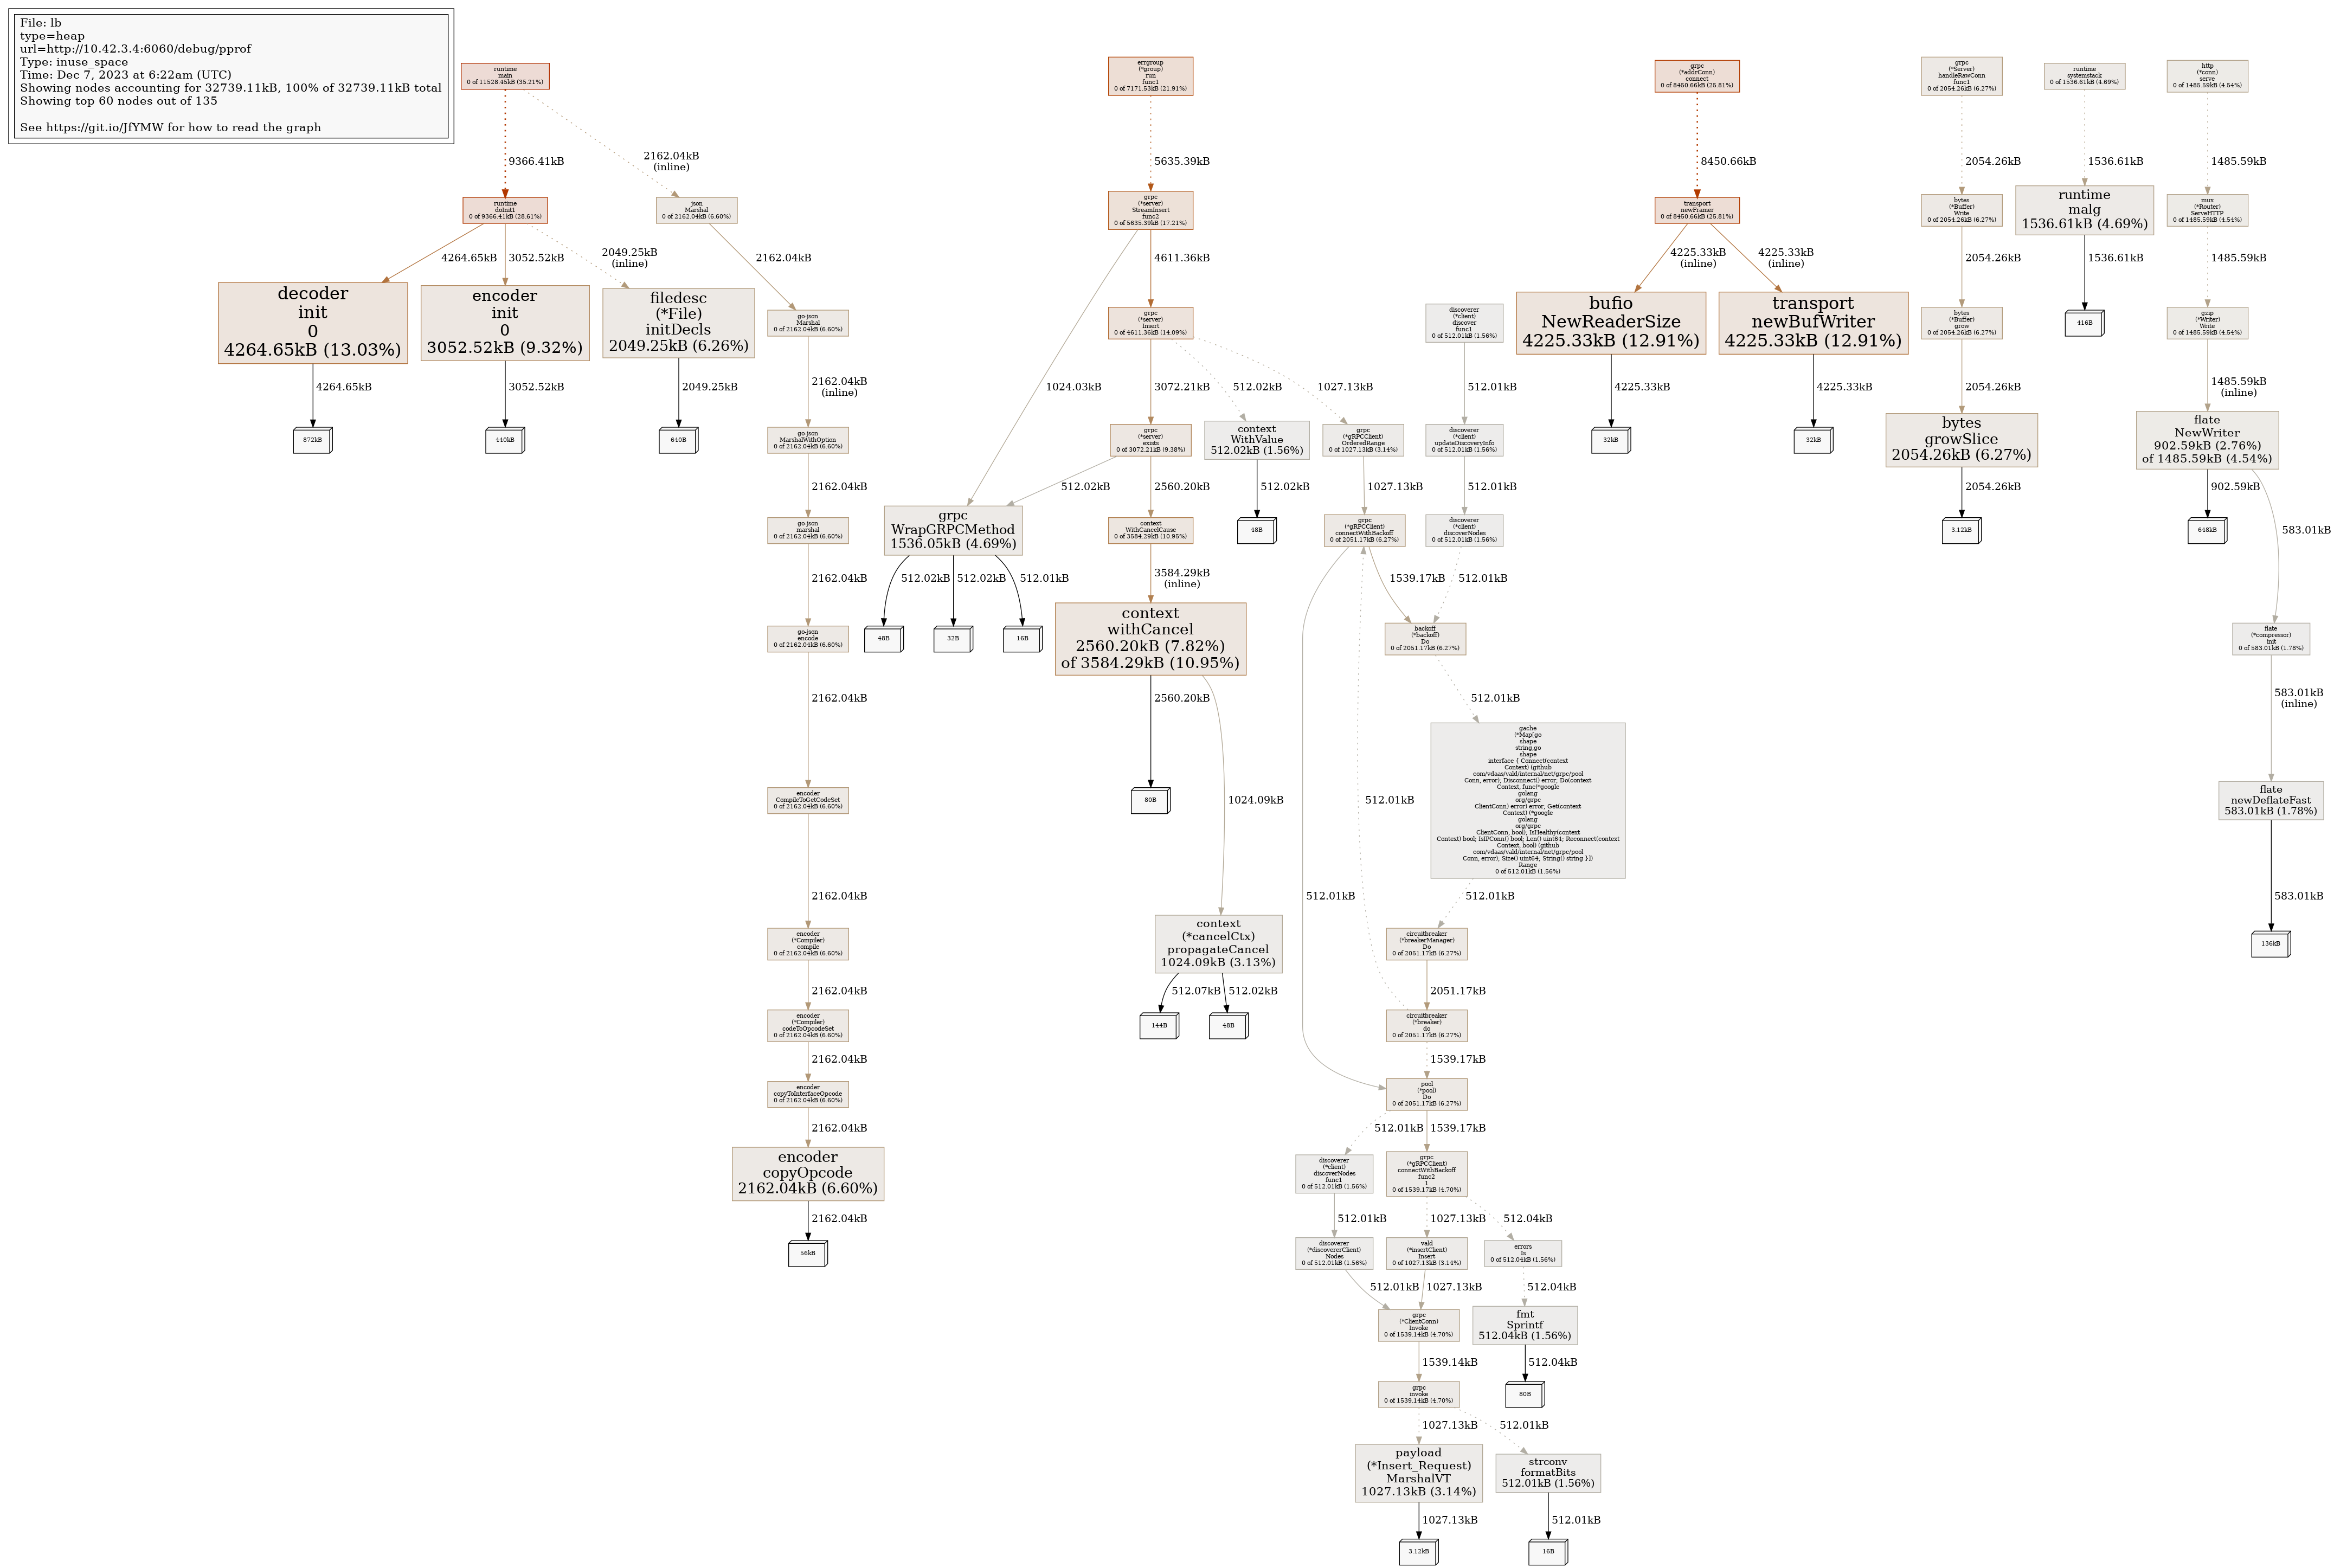 File: lb
type=heap
url=http://10.42.3.4:6060/debug/pprof
Type: inuse_space
Time: Dec 7, 2023 at 6:22am (UTC)
Showing nodes accounting for 32739.11kB, 100% of 32739.11kB total
Showing top 60 nodes out of 135
See https://git.io/JfYMW for how to read the graph
runtime
main
0 of 11528.45kB (35.21%)
9366.41kB
2162.04kB
(inline)
runtime
doInit1
0 of 9366.41kB (28.61%)
json
Marshal
0 of 2162.04kB (6.60%)
4264.65kB
3052.52kB
2049.25kB
(inline)
2162.04kB
decoder
init
0
4264.65kB (13.03%)
encoder
init
0
3052.52kB (9.32%)
filedesc
(*File)
initDecls
2049.25kB (6.26%)
4264.65kB
3052.52kB
2049.25kB
872kB
440kB
640B
go-json
Marshal
0 of 2162.04kB (6.60%)
2162.04kB
(inline)
go-json
MarshalWithOption
0 of 2162.04kB (6.60%)
2162.04kB
go-json
marshal
0 of 2162.04kB (6.60%)
2162.04kB
go-json
encode
0 of 2162.04kB (6.60%)
2162.04kB
encoder
CompileToGetCodeSet
0 of 2162.04kB (6.60%)
2162.04kB
encoder
(*Compiler)
compile
0 of 2162.04kB (6.60%)
2162.04kB
encoder
(*Compiler)
codeToOpcodeSet
0 of 2162.04kB (6.60%)
2162.04kB
encoder
copyToInterfaceOpcode
0 of 2162.04kB (6.60%)
2162.04kB
encoder
copyOpcode
2162.04kB (6.60%)
2162.04kB
56kB
errgroup
(*group)
run
func1
0 of 7171.53kB (21.91%)
5635.39kB
grpc
(*server)
StreamInsert
func2
0 of 5635.39kB (17.21%)
4611.36kB
grpc
(*server)
Insert
0 of 4611.36kB (14.09%)
1024.03kB
3072.21kB
512.02kB
1027.13kB
grpc
(*server)
exists
0 of 3072.21kB (9.38%)
context
WithValue
512.02kB (1.56%)
grpc
(*gRPCClient)
OrderedRange
0 of 1027.13kB (3.14%)
512.02kB
2560.20kB
512.02kB
1027.13kB
grpc
WrapGRPCMethod
1536.05kB (4.69%)
context
WithCancelCause
0 of 3584.29kB (10.95%)
48B
512.02kB
512.02kB
512.01kB
3584.29kB
(inline)
48B
32B
16B
context
withCancel
2560.20kB (7.82%)
of 3584.29kB (10.95%)
2560.20kB
1024.09kB
80B
context
(*cancelCtx)
propagateCancel
1024.09kB (3.13%)
512.07kB
512.02kB
144B
48B
discoverer
(*client)
discover
func1
0 of 512.01kB (1.56%)
512.01kB
discoverer
(*client)
updateDiscoveryInfo
0 of 512.01kB (1.56%)
512.01kB
grpc
(*gRPCClient)
connectWithBackoff
0 of 2051.17kB (6.27%)
discoverer
(*client)
discoverNodes
0 of 512.01kB (1.56%)
1539.17kB
512.01kB
backoff
(*backoff)
Do
0 of 2051.17kB (6.27%)
512.01kB
gache
(*Map[go
shape
string,go
shape
interface { Connect(context
Context) (github
com/vdaas/vald/internal/net/grpc/pool
Conn, error); Disconnect() error; Do(context
Context, func(*google
golang
org/grpc
ClientConn) error) error; Get(context
Context) (*google
golang
org/grpc
ClientConn, bool); IsHealthy(context
Context) bool; IsIPConn() bool; Len() uint64; Reconnect(context
Context, bool) (github
com/vdaas/vald/internal/net/grpc/pool
Conn, error); Size() uint64; String() string }])
Range
0 of 512.01kB (1.56%)
512.01kB
512.01kB
512.01kB
circuitbreaker
(*breakerManager)
Do
0 of 2051.17kB (6.27%)
2051.17kB
circuitbreaker
(*breaker)
do
0 of 2051.17kB (6.27%)
1539.17kB
pool
(*pool)
Do
0 of 2051.17kB (6.27%)
512.01kB
1539.17kB
discoverer
(*client)
discoverNodes
func1
0 of 512.01kB (1.56%)
grpc
(*gRPCClient)
connectWithBackoff
func2
1
0 of 1539.17kB (4.70%)
512.01kB
1027.13kB
512.04kB
discoverer
(*discovererClient)
Nodes
0 of 512.01kB (1.56%)
vald
(*insertClient)
Insert
0 of 1027.13kB (3.14%)
errors
Is
0 of 512.04kB (1.56%)
512.01kB
1027.13kB
512.04kB
grpc
(*ClientConn)
Invoke
0 of 1539.14kB (4.70%)
fmt
Sprintf
512.04kB (1.56%)
1539.14kB
512.04kB
grpc
invoke
0 of 1539.14kB (4.70%)
80B
1027.13kB
512.01kB
payload
(*Insert_Request)
MarshalVT
1027.13kB (3.14%)
strconv
formatBits
512.01kB (1.56%)
1027.13kB
512.01kB
3.12kB
16B
grpc
(*addrConn)
connect
0 of 8450.66kB (25.81%)
8450.66kB
transport
newFramer
0 of 8450.66kB (25.81%)
4225.33kB
(inline)
4225.33kB
(inline)
bufio
NewReaderSize
4225.33kB (12.91%)
transport
newBufWriter
4225.33kB (12.91%)
4225.33kB
4225.33kB
32kB
32kB
grpc
(*Server)
handleRawConn
func1
0 of 2054.26kB (6.27%)
2054.26kB
bytes
(*Buffer)
Write
0 of 2054.26kB (6.27%)
2054.26kB
bytes
(*Buffer)
grow
0 of 2054.26kB (6.27%)
2054.26kB
bytes
growSlice
2054.26kB (6.27%)
2054.26kB
3.12kB
runtime
systemstack
0 of 1536.61kB (4.69%)
1536.61kB
runtime
malg
1536.61kB (4.69%)
1536.61kB
416B
http
(*conn)
serve
0 of 1485.59kB (4.54%)
1485.59kB
mux
(*Router)
ServeHTTP
0 of 1485.59kB (4.54%)
1485.59kB
gzip
(*Writer)
Write
0 of 1485.59kB (4.54%)
1485.59kB
(inline)
flate
NewWriter
902.59kB (2.76%)
of 1485.59kB (4.54%)
902.59kB
583.01kB
648kB
flate
(*compressor)
init
0 of 583.01kB (1.78%)
583.01kB
(inline)
flate
newDeflateFast
583.01kB (1.78%)
583.01kB
136kB